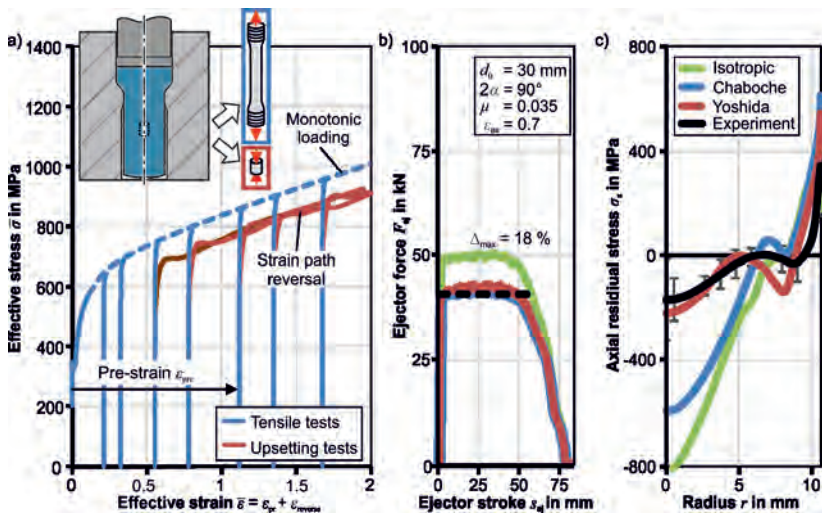 a)
1400
1200
1000
800
600
400
200
0
Effective stress σ̄ in MPa
Monotonic
loading
Strain path
reversal
Pre-strain εpre
Tensile tests
Upsetting tests
0
0.5
1
1.5
2
Effective strain ε̄ = εpr + εreverse
b)
100
75
50
25
0
Ejector force Fej in kN
d0 = 30 mm
2α = 90°
μ = 0.035
= 0.7
Δmax. = 18 %
0
25
50
75
Ejector stroke sej in mm
c)
800
400
0
-400
-800
Axial residiual stress σ
in MPa
Isotropic
Chaboche
Yoshida
Experiment
0
5
10
Radius r in mm